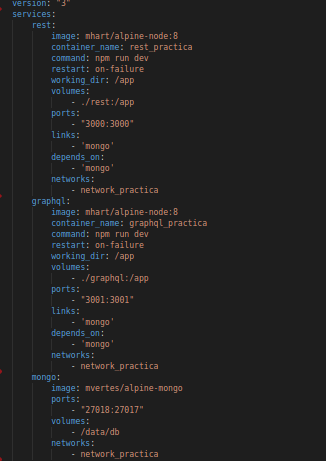 version: "3"
services:
rest:
image: mhart/alpine-node:8
container_name: rest_practica
command: npm run dev
restart: on-failure
working_dir: /app
volumes:
- ./rest:/app
ports:
- "3000:3000"
links:
- 'mongo'
depends_on:
- 'mongo'
networks:
- network_practica
graphql:
image: mhart/alpine-node:8
container_name: graphql_practica
command: npm run dev
restart: on-failure
working_dir: /app
volumes:
- ./graphql:/app
ports:
- "3001:3001"
links:
- 'mongo'
depends_on:
- 'mongo'
networks:
- network_practica
mongo:
image: mvertes/alpine-mongo
ports:
- "27018:27017"
volumes:
- /data/db
networks:
- network_practica